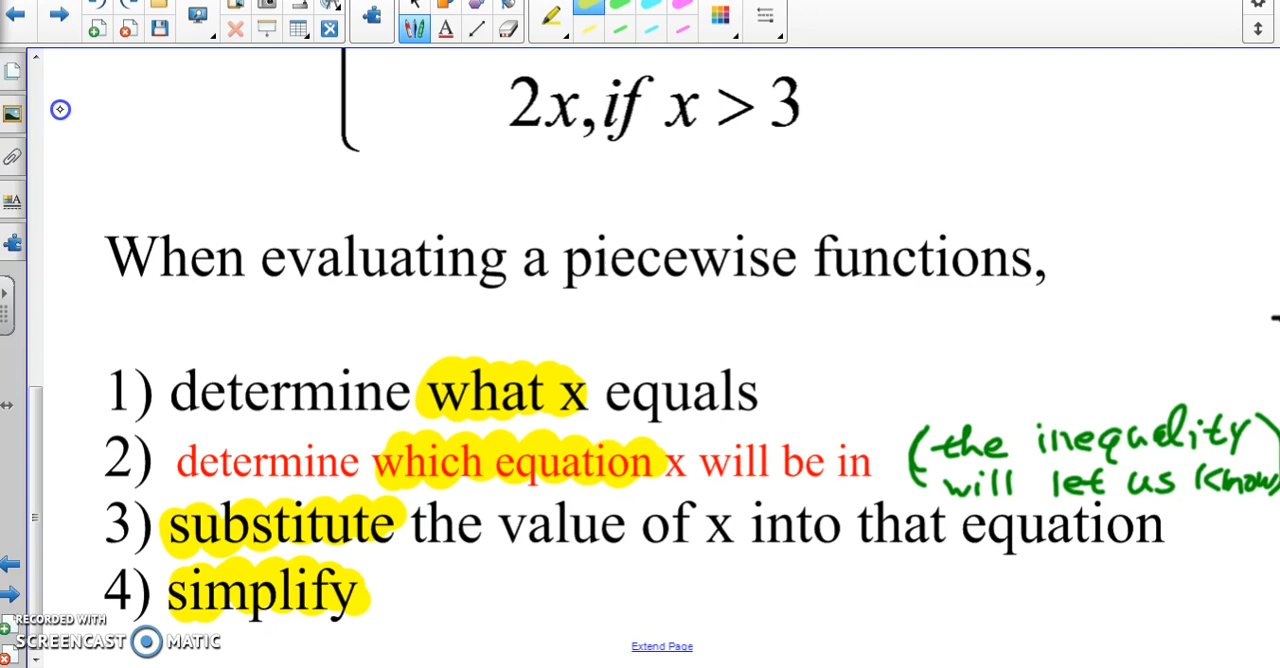 2x, if x > 3
When evaluating a piecewise functions,
1) determine what x equals
2) determine which equation x will be in (the inequality
will let us know)
3) substitute the value of x into that equation
4) simplify
RECORDED WITH
SCREENCAST MATIC
Extend Page